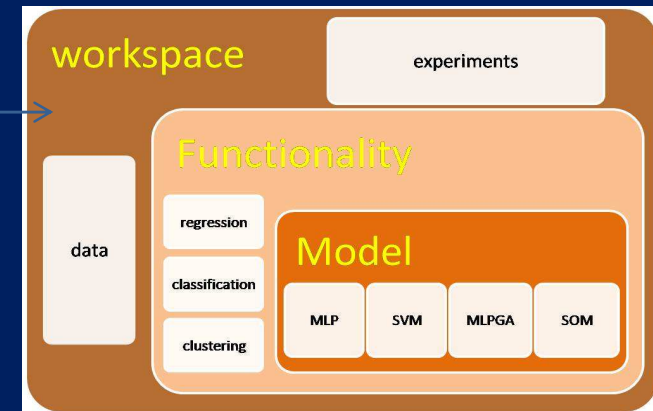 workspace
experiments
Functionality
data
regression
classification
clustering
Model
MLP
SVM
MLPGA
SOM